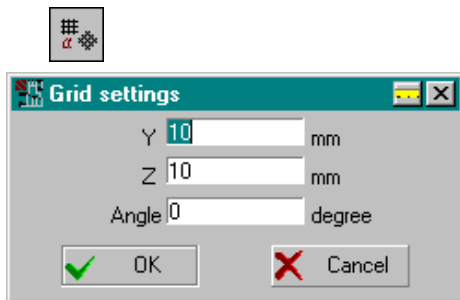 α
Grid settings
Y 10 mm
Z 10 mm
Angle 0 degree
OK Cancel